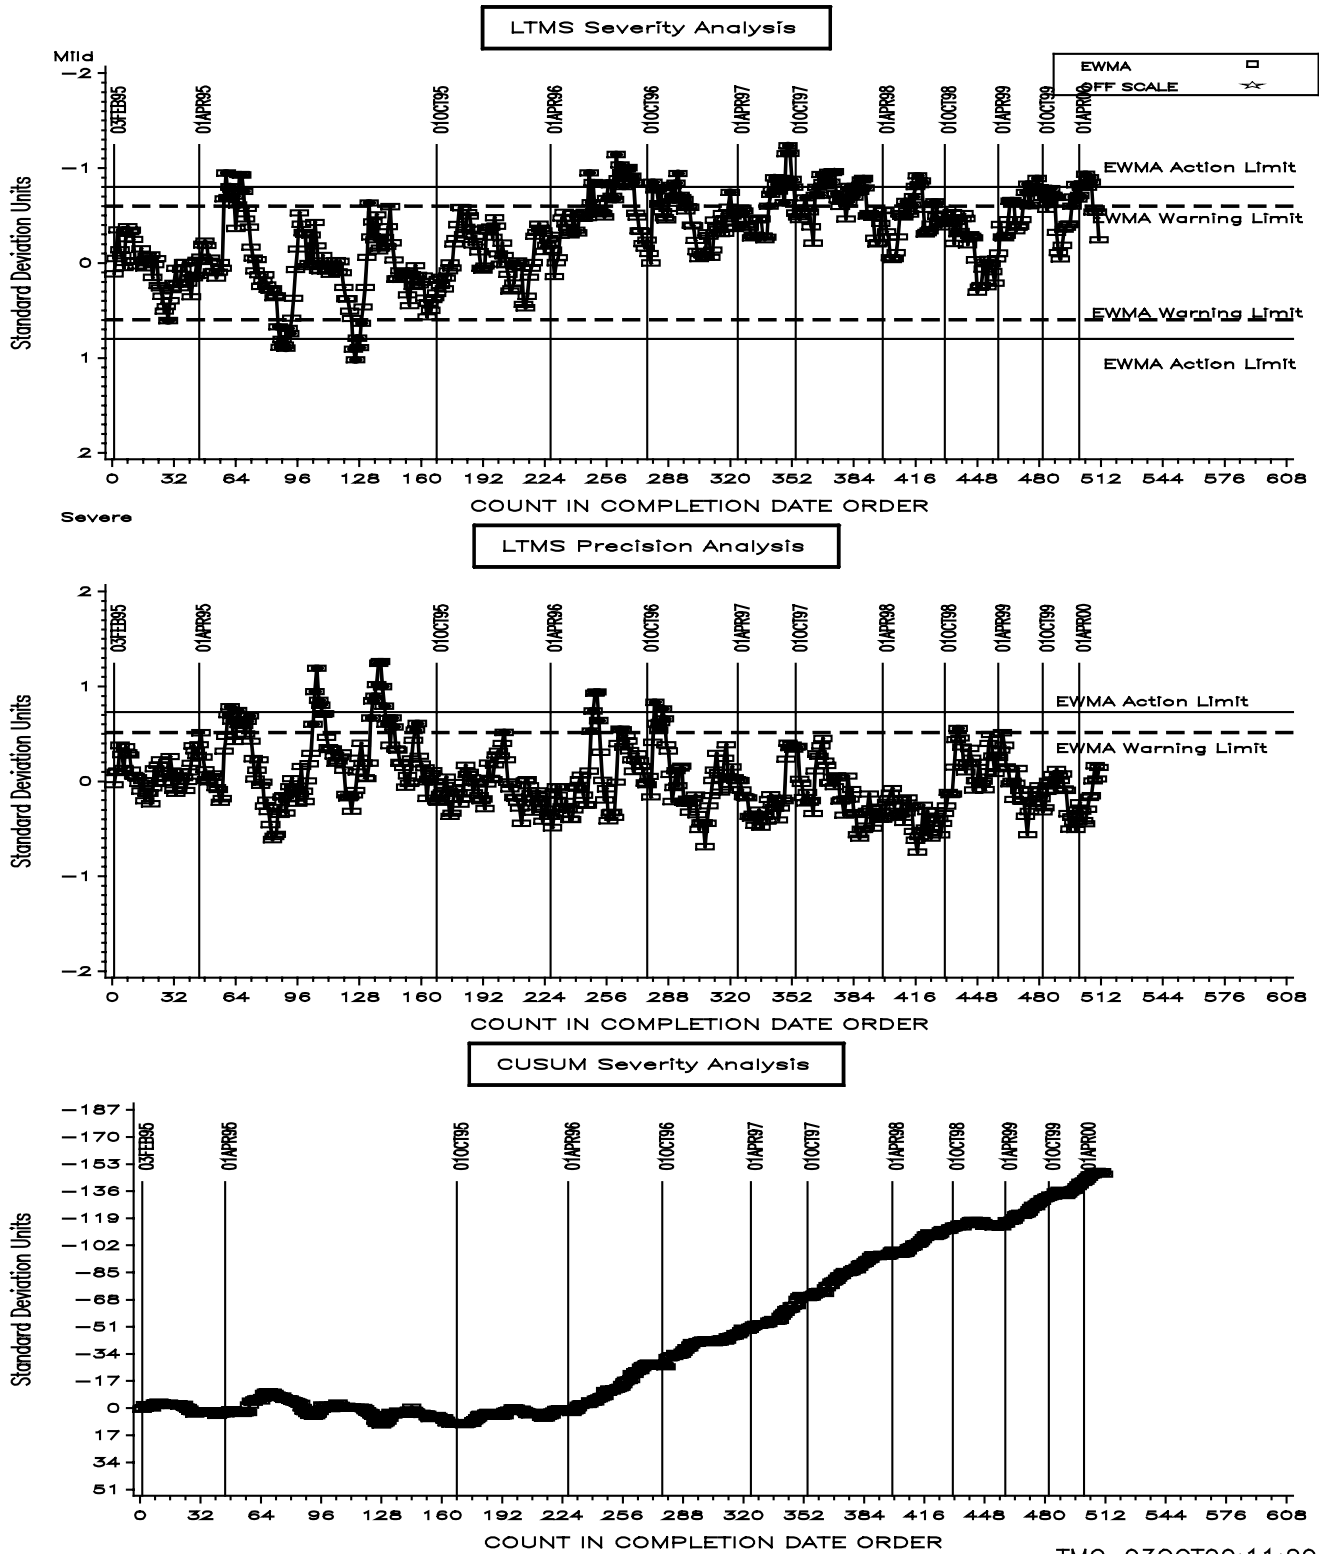 LTMS Severity Analysis
Mild
EWMA
OFF SCALE
-2
-1
0
1
2
Standard Deviation Units
03FEB95 01APR95 01OCT95 01APR96 01OCT96 01APR97 01OCT97 01APR98 01OCT98 01APR99 01OCT99
EWMA Action Limit
EWMA Warning Limit
EWMA Warning Limit
EWMA Action Limit
0 32 64 96 128 160 192 224 256 288 320 352 384 416 448 480 512 544 576 608
COUNT IN COMPLETION DATE ORDER
Severe
LTMS Precision Analysis
2
1
0
-1
-2
Standard Deviation Units
03FEB95 01APR95 01OCT95 01APR96 01OCT96 01APR97 01OCT97 01APR98 01OCT98 01APR99 01OCT99 01APR00
EWMA Action Limit
EWMA Warning Limit
0 32 64 96 128 160 192 224 256 288 320 352 384 416 448 480 512 544 576 608
COUNT IN COMPLETION DATE ORDER
CUSUM Severity Analysis
-187
-170
-153
-136
-119
-102
-85
-68
-51
-34
-17
0
17
34
51
Standard Deviation Units
03FEB95 01APR95 01OCT95 01APR96 01OCT96 01APR97 01OCT97 01APR98 01OCT98 01APR99 01OCT99 01APR00
0 32 64 96 128 160 192 224 256 288 320 352 384 416 448 480 512 544 576 608
COUNT IN COMPLETION DATE ORDER